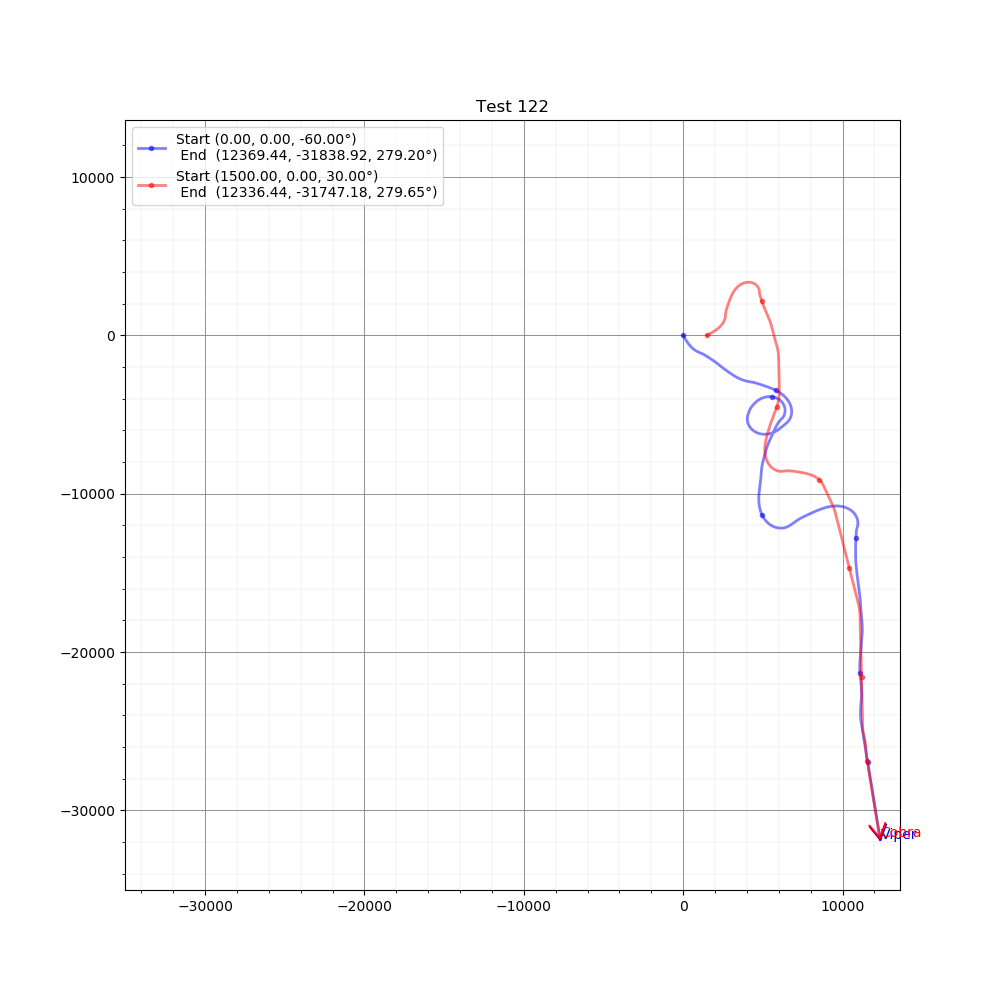 Test 122
Start (0.00, 0.00, -60.00°)
End (12369.44, -31838.92, 279.20°)
Start (1500.00, 0.00, 30.00°)
End (12336.44, -31747.18, 279.65°)
10000
0
−10000
−20000
−30000
Viper
Cobra
−30000
−20000
−10000
0
10000